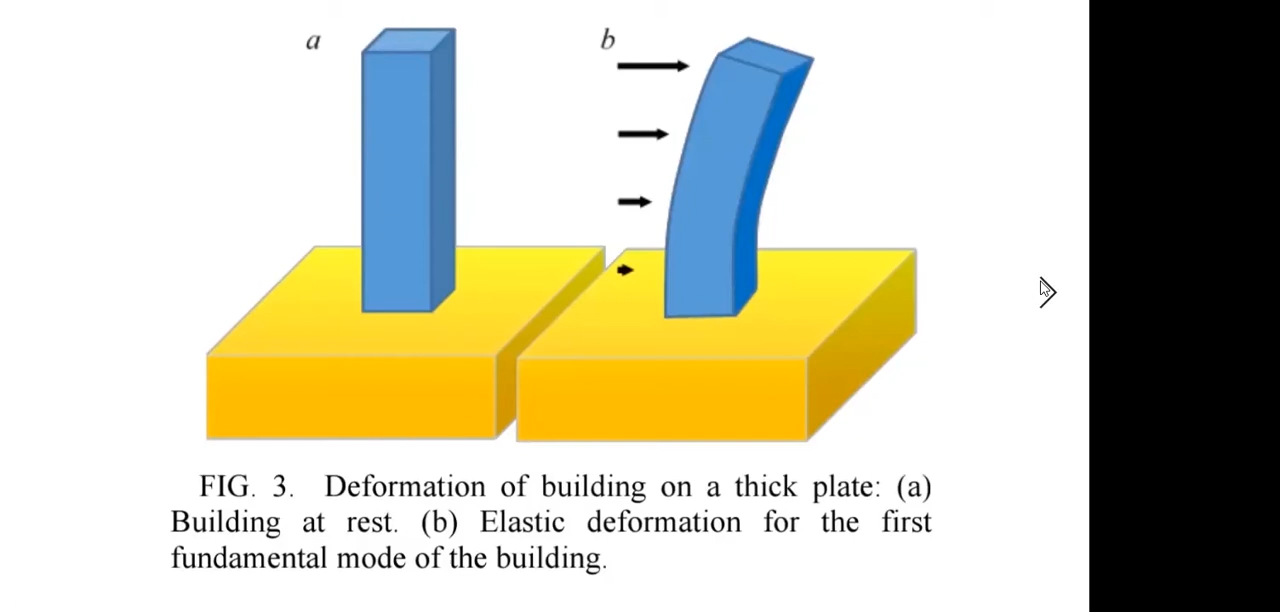 a
b
FIG. 3. Deformation of building on a thick plate: (a)
Building at rest. (b) Elastic deformation for the first
fundamental mode of the building.